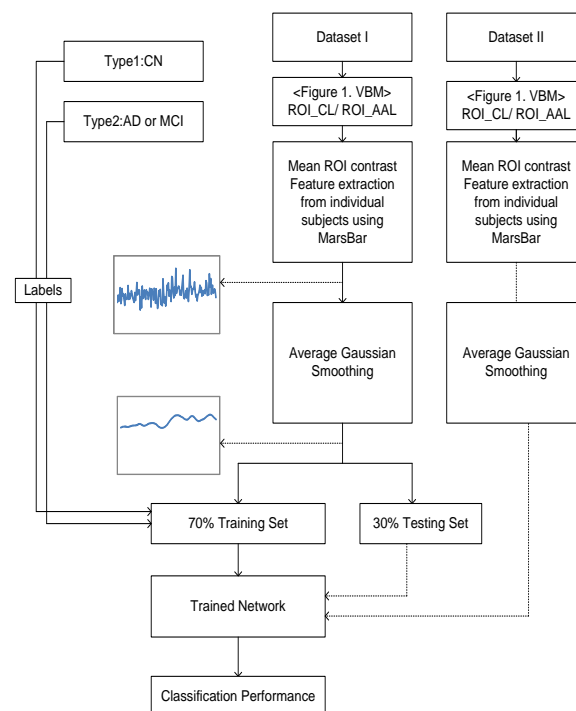 Dataset I
Dataset II
Type1:CN
<Figure 1. VBM>
ROI_CL/ ROI_AAL
<Figure 1. VBM>
ROI_CL/ ROI_AAL
Type2:AD or MCI
Mean ROI contrast
Feature extraction
from individual
subjects using
MarsBar
Mean ROI contrast
Feature extraction
from individual
subjects using
MarsBar
Labels
Average Gaussian
Smoothing
Average Gaussian
Smoothing
70% Training Set
30% Testing Set
Trained Network
Classification Performance